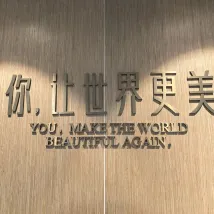 你,让世界更美
YOU, MAKE THE WORLD
BEAUTIFUL AGAIN,